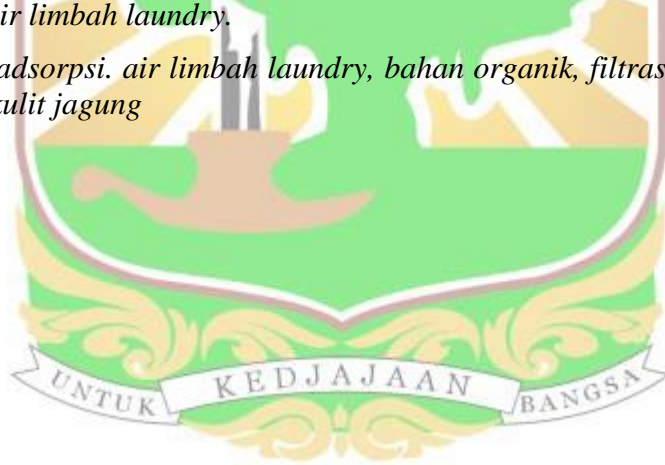 air limbah laundry.
adsorpsi. air limbah laundry, bahan organik, filtras
kulit jagung
UNTUK KEDJAJAAN BANGSA